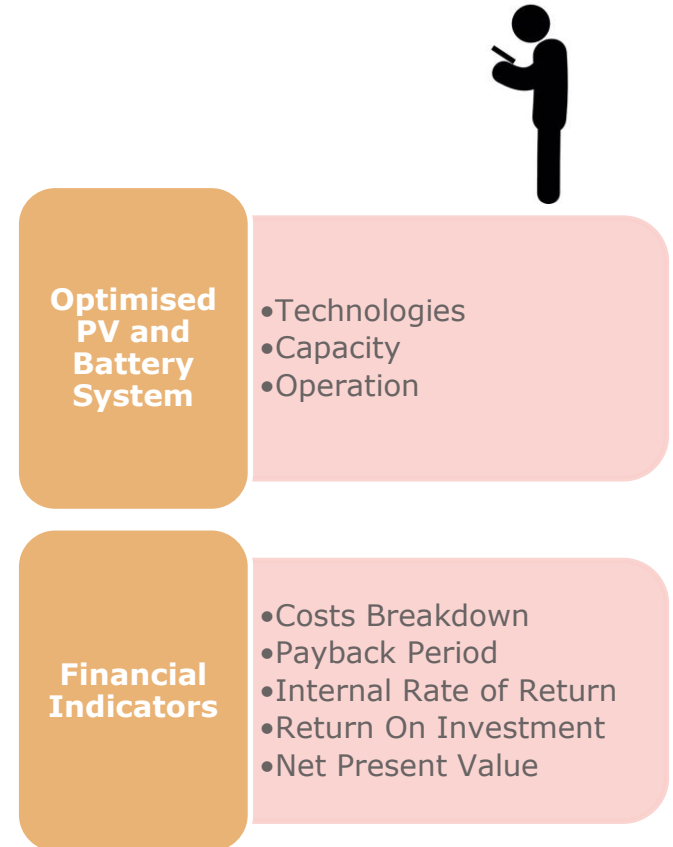 Optimised
PV and
Battery
System
•Technologies
•Capacity
•Operation
Financial
Indicators
•Costs Breakdown
•Payback Period
•Internal Rate of Return
•Return On Investment
•Net Present Value